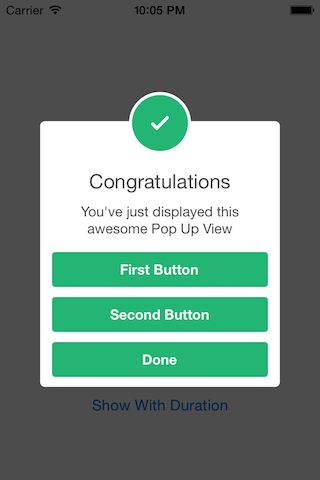 Carrier 10:05 PM
Congratulations
You've just displayed this
awesome Pop Up View
First Button
Second Button
Done
Show With Duration